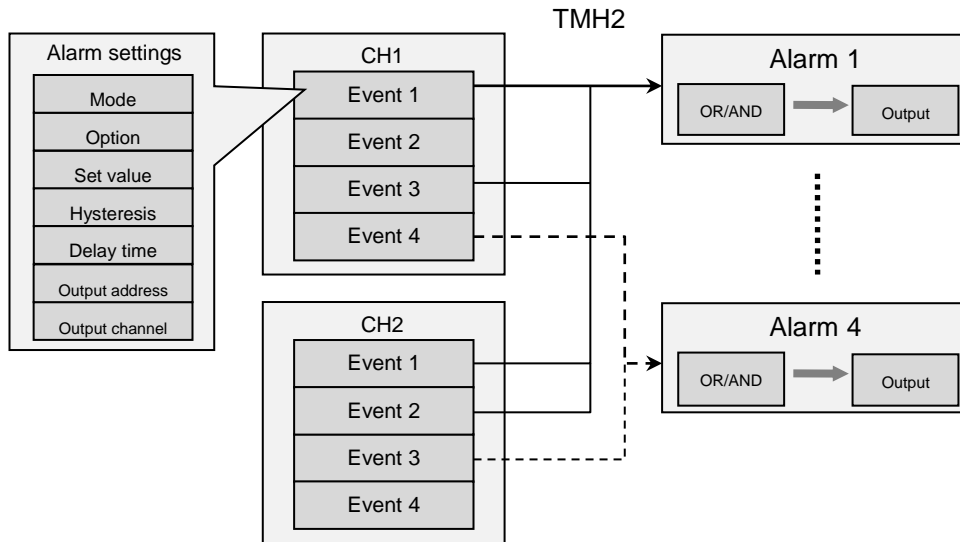 TMH2
Alarm settings
Mode
Option
Set value
Hysteresis
Delay time
Output address
Output channel
CH1
Event 1
Event 2
Event 3
Event 4
CH2
Event 1
Event 2
Event 3
Event 4
Alarm 1
OR/AND
Output
Alarm 4
OR/AND
Output